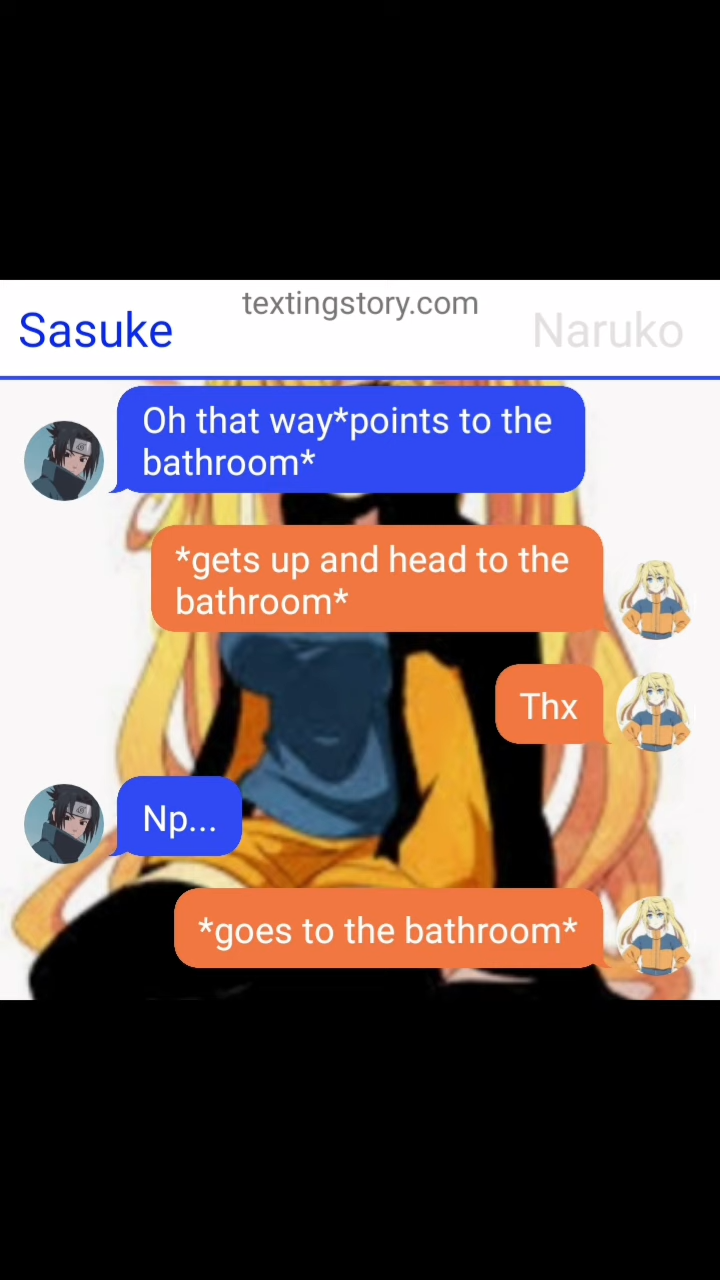 textingstory.com
Sasuke
Naruko
Oh that way*points to the
bathroom*
*gets up and head to the
bathroom*
Thx
Np...
*goes to the bathroom*